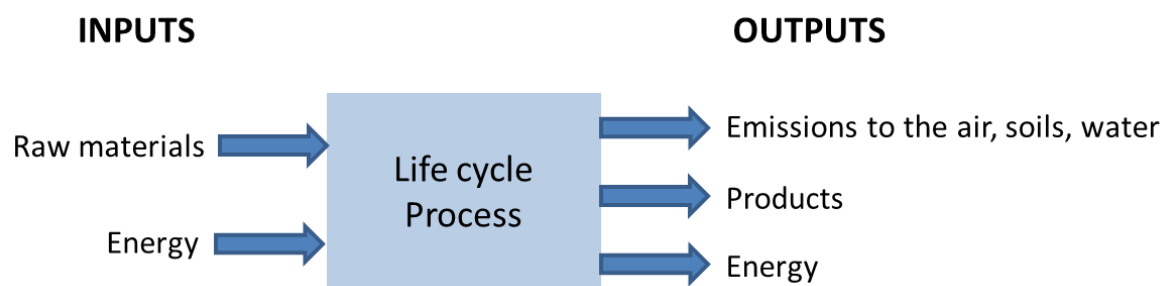 INPUTS
OUTPUTS
Raw materials
Energy
Life cycle
Process
Emissions to the air, soils, water
Products
Energy